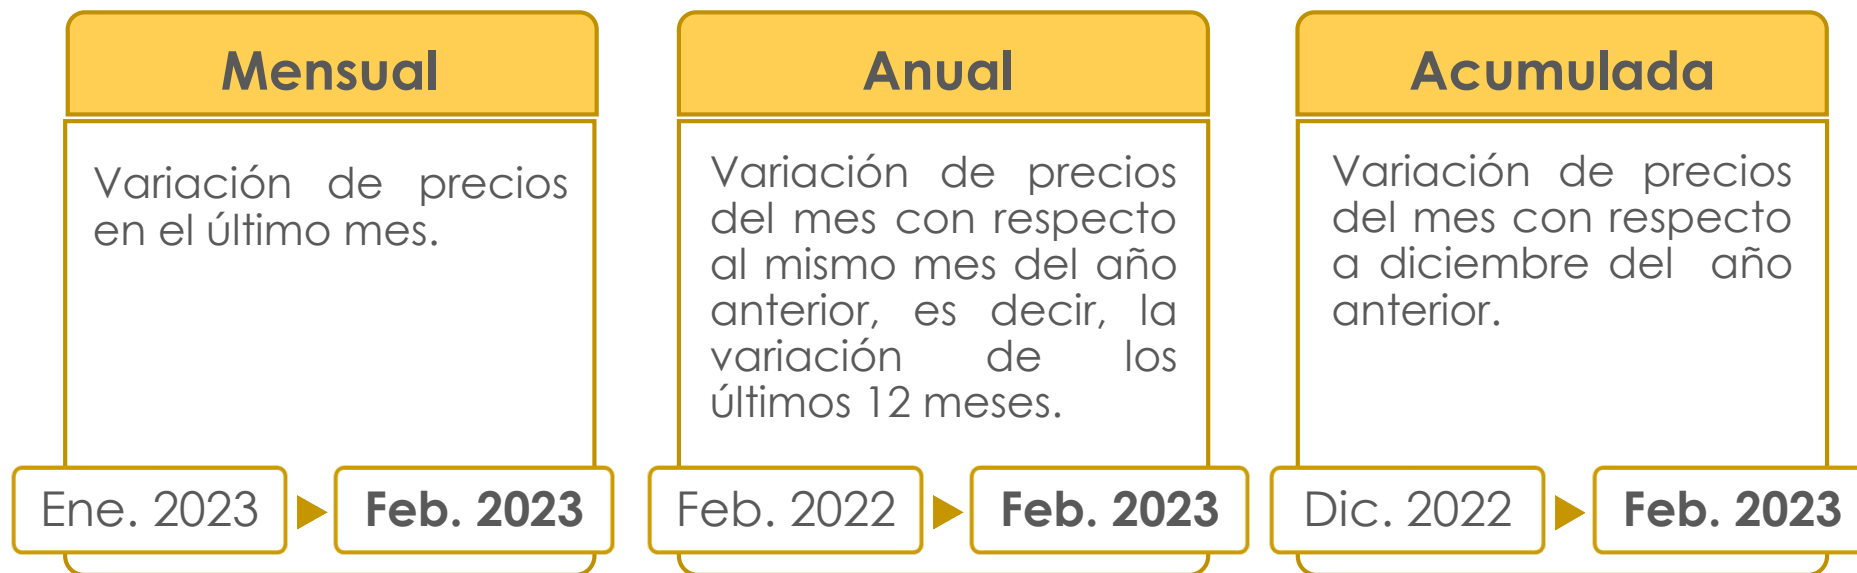 Mensual
Variación de precios
en el último mes.
Ene. 2023
Feb. 2023
Anual
Variación de precios
del mes con respecto
al mismo mes del año
anterior, es decir, la
variación de los
últimos 12 meses.
Feb. 2022
Feb. 2023
Acumulada
Variación de precios
del mes con respecto
a diciembre del año
anterior.
Dic. 2022
Feb. 2023